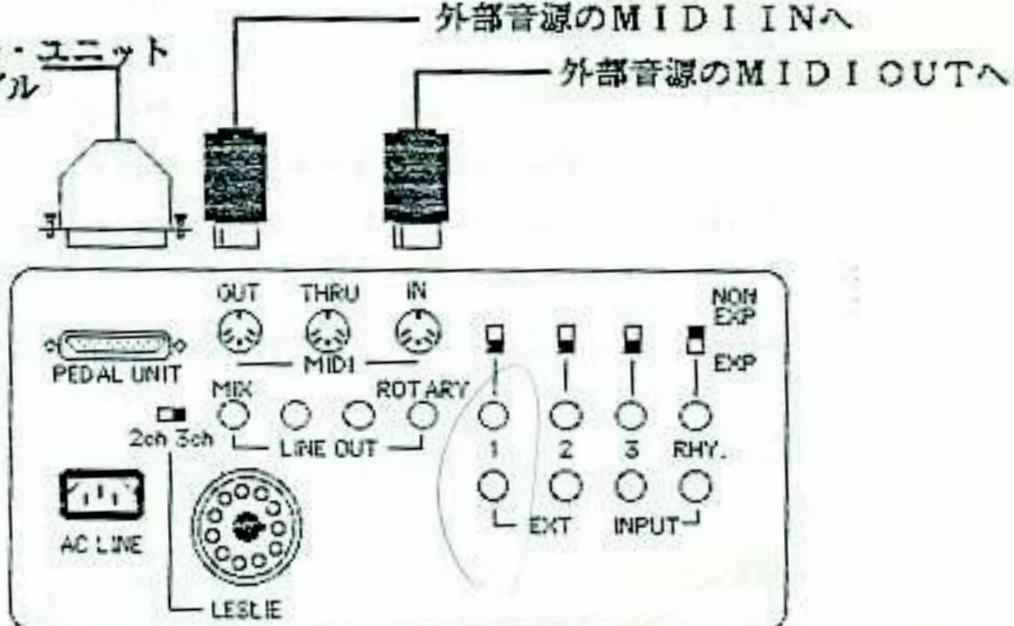 外部音源のMIDI INへ
・ユニット
ブル
外部音源のMIDI OUTへ
OUT THRU IN
MIDI
NON
EXP
EXP
PEDAL UNIT
MIX
ROTARY
2ch 3ch
LINE OUT
1 2 3 RHY.
EXT INPUT
AC LINE
LESLIE